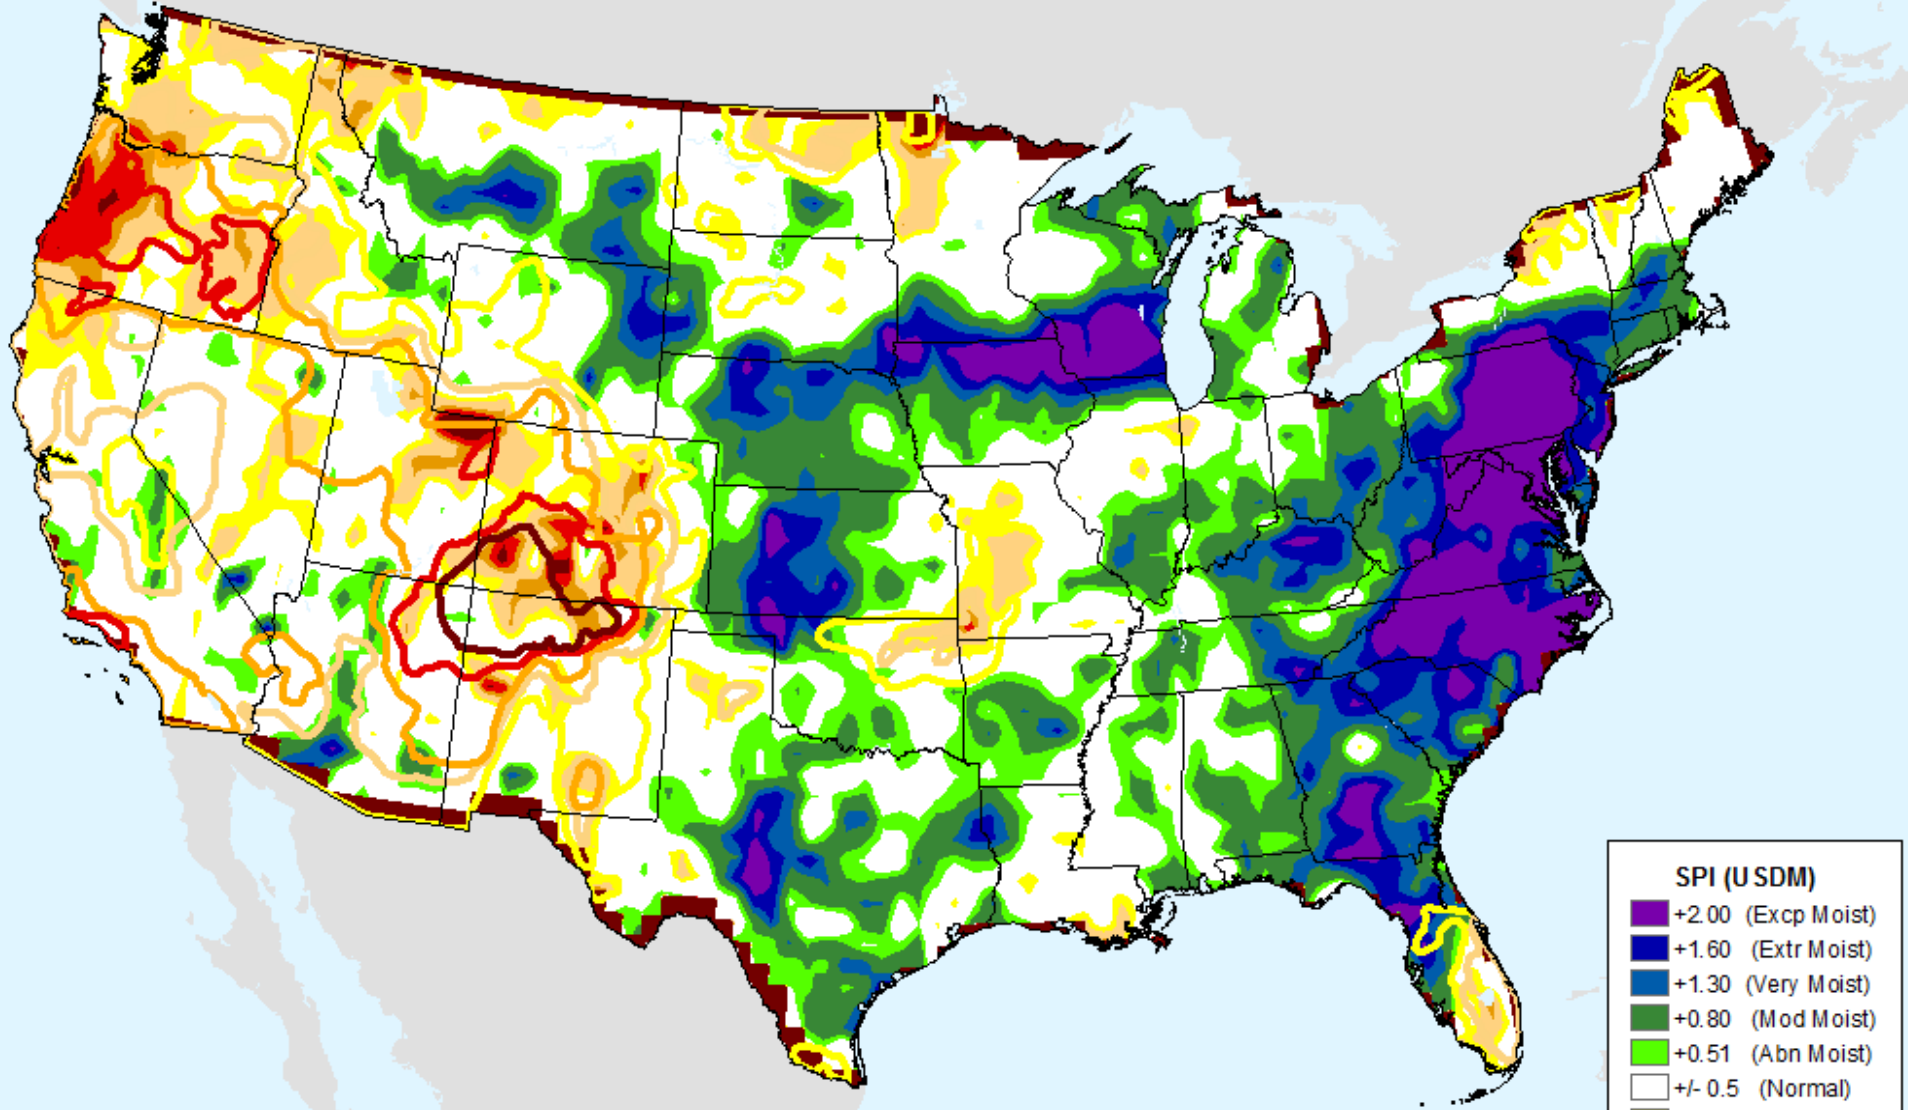 SPI (USDM)
+2.00 (Excp Moist)
+1.60 (Extr Moist)
+1.30 (Very Moist)
+0.80 (Mod Moist)
+0.51 (Abn Moist)
+/- 0.5 (Normal)